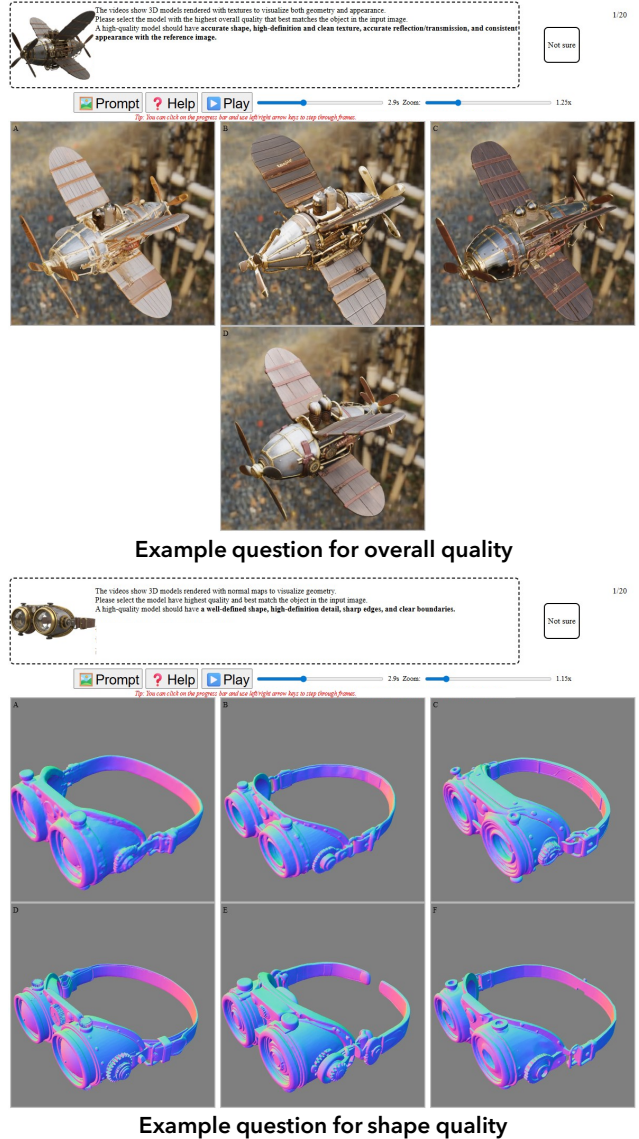 The videos show 3D models rendered with textures to visualize both geometry and appearance.
Please select the model with the highest overall quality that best matches the object in the input image.
A high-quality model should have accurate shape, high-definition and clean texture, accurate reflection/transmission, and consistent
appearance with the reference image.
Not sure
1/20
Prompt
Help
Play
2.9s Zoom:
1.25x
Tip: You can click on the progress bar and use left/right arrow keys to step through frames.
A
B
C
D
Example question for overall quality
The videos show 3D models rendered with normal maps to visualize geometry.
Please select the model have highest quality and best match the object in the input image.
A high-quality model should have a well-defined shape, high-definition detail, sharp edges, and clear boundaries.
Not sure
1/20
Prompt
Help
Play
2.9s Zoom:
1.15x
Tip: You can click on the progress bar and use left/right arrow keys to step through frames.
A
B
C
D
E
F
Example question for shape quality